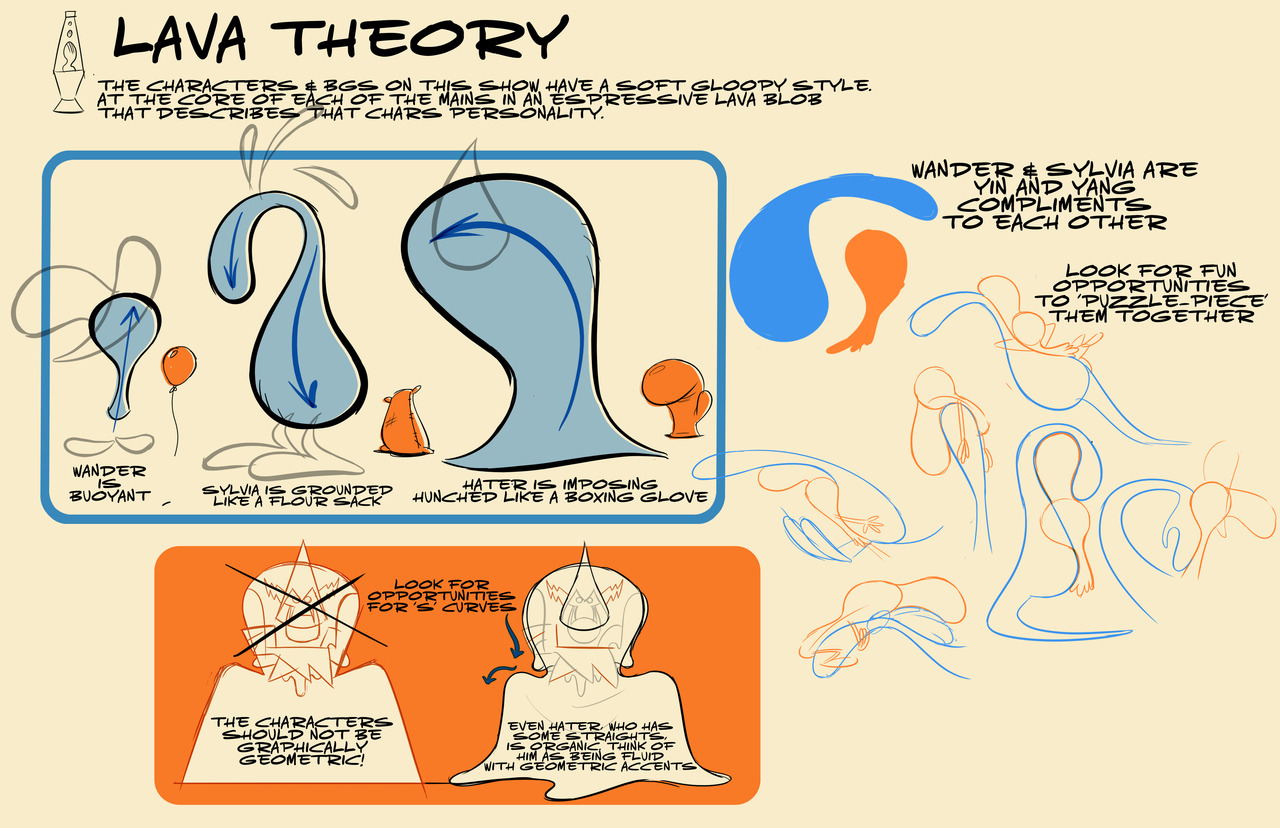 LAVA THEORY
THE CHARACTERS & BGS ON THIS SHOW HAVE A SOFT GLOOPY STYLE.
AT THE CORE OF EACH OF THE MAINS IN AN ESPRESSIVE LAVA BLOB
THAT DESCRIBES THAT CHARS PERSONALITY.
WANDER
IS
BUOYANT
SYLVIA IS GROUNDED
LIKE A FLOUR SACK
HATER IS IMPOSING
HUNCHED LIKE A BOXING GLOVE
WANDER & SYLVIA ARE
YIN AND YANG
COMPLIMENTS
TO EACH OTHER
LOOK FOR FUN
OPPORTUNITIES
TO 'PUZZLE-PIECE'
THEM TOGETHER
LOOK FOR
OPPORTUNITIES
FOR 'S' CURVES
THE CHARACTERS
SHOULD NOT BE
GRAPHICALLY
GEOMETRIC!
EVEN HATER, WHO HAS
SOME STRAIGHTS,
IS ORGANIC. THINK OF
HIM AS BEING FLUID
WITH GEOMETRIC ACCENTS